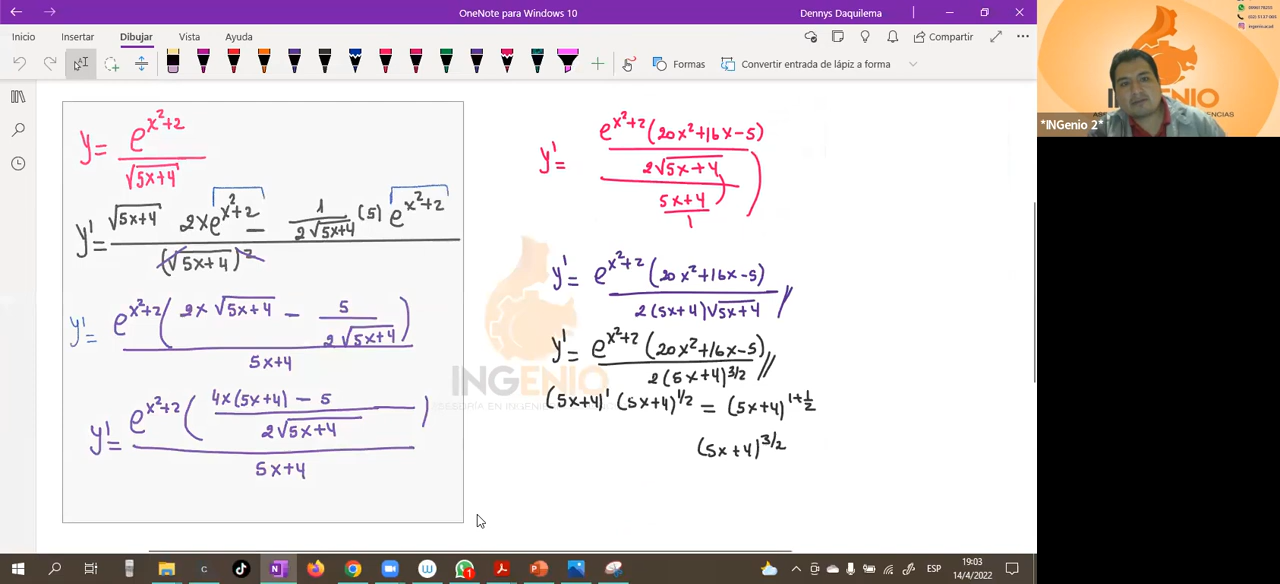 OneNote para Windows 10
Dennys Daquilema
Inicio Insertar Dibujar Vista Ayuda
Compartir
Formas
Convertir entrada de lápiz a forma
y = e^(x²+2) / √(5x+4)
y' = (√(5x+4) 2xe^(x²+2) − 1/(2√(5x+4)) (5) e^(x²+2)) / (√(5x+4))²
y' = e^(x²+2) (2x √(5x+4) − 5/(2√(5x+4))) / (5x+4)
y' = e^(x²+2) ((4x(5x+4) − 5) / (2√(5x+4))) / (5x+4)
y' = (e^(x²+2) (20x²+16x−5) / (2√(5x+4))) / ((5x+4)/1)
y' = e^(x²+2) (20x²+16x−5) / (2(5x+4)√(5x+4)) //
y' = e^(x²+2) (20x²+16x−5) / (2(5x+4)^(3/2)) //
(5x+4)^1 (5x+4)^(1/2) = (5x+4)^(1+1/2)
(5x+4)^(3/2)
INGENIO
INGENIO
*INGenio 2*
ESP
19:03
14/4/2022